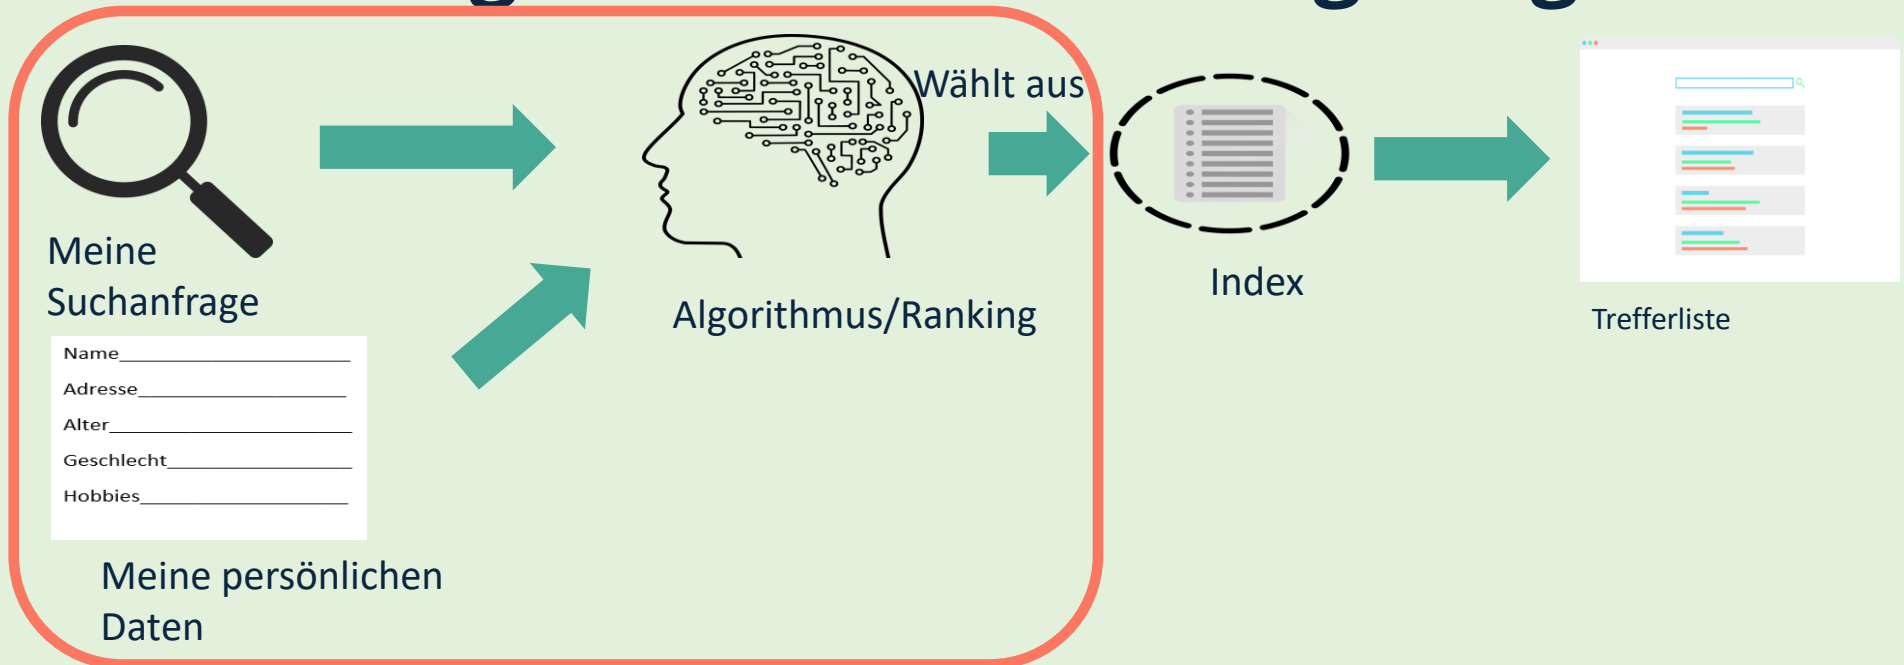 Wählt aus
Meine
Suchanfrage
Algorithmus/Ranking
Index
Trefferliste
Name
Adresse
Alter
Geschlecht
Hobbies
Meine persönlichen
Daten